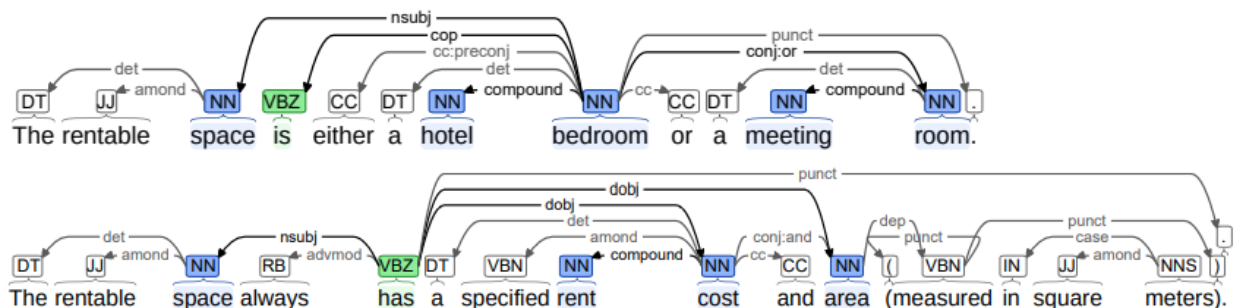 nsubj
cop
cc:preconj
punct
conj:or
det
amond
det
compound
cc
det
compound
DT JJ NN VBZ CC DT NN NN CC DT NN NN .
The rentable space is either a hotel bedroom or a meeting room.
punct
dobj
dobj
det
nsubj
det
amond
conj:and
dep
punct
punct
case
amond
advmod
compound
cc
amond
.
DT JJ NN RB VBZ DT VBN NN NN CC NN ( VBN IN JJ NNS )
The rentable space always has a specified rent cost and area (measured in square meters).